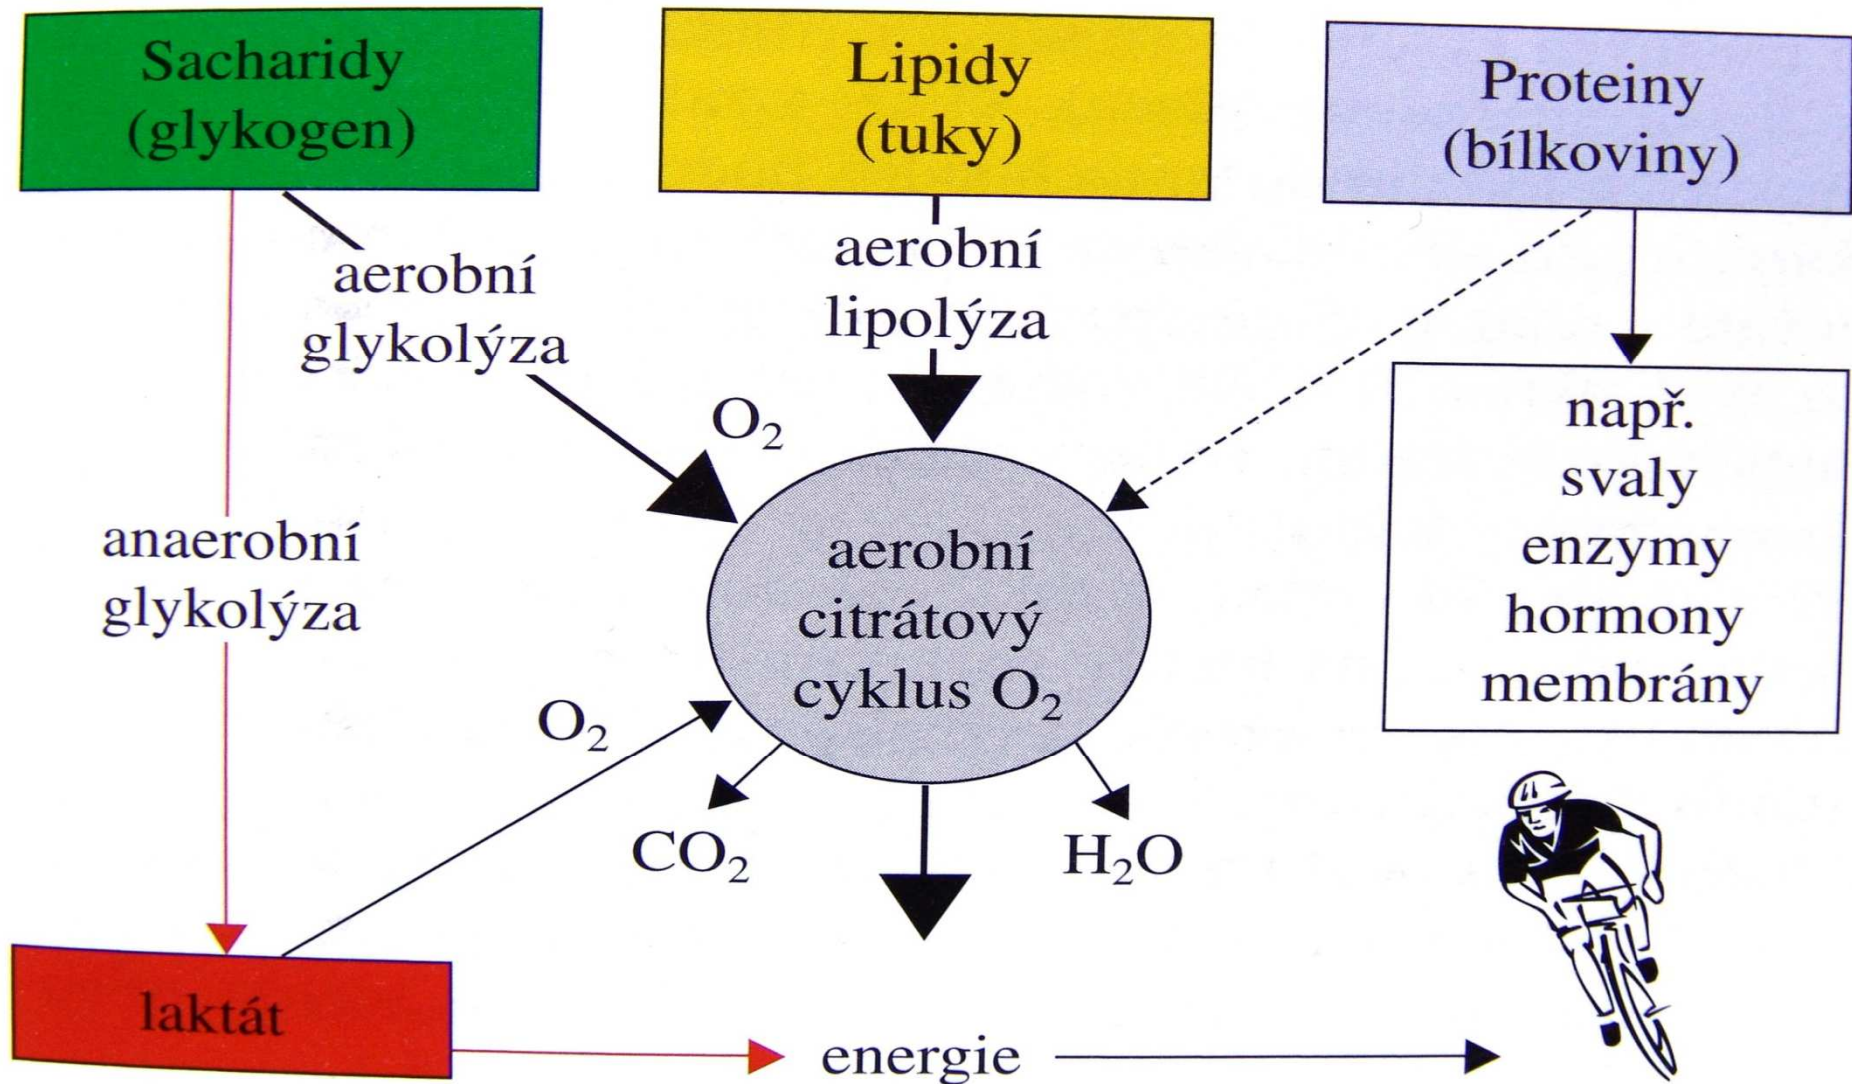 Sacharidy
(glykogen)
Lipidy
(tuky)
Proteiny
(bílkoviny)
aerobní
glykolýza
aerobní
lipolýza
O₂
anaerobní
glykolýza
aerobní
citrátový
cyklus O₂
např.
svaly
enzymy
hormony
membrány
O₂
CO₂
H₂O
laktát
energie